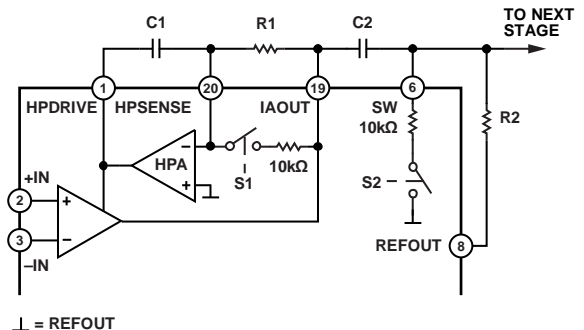 C1
R1
C2
TO NEXT
STAGE
1
20
19
6
HPDRIVE
HPSENSE
IAOUT
SW
10kΩ
R2
–
HPA
+
S1
10kΩ
S2
+IN
2
+
3
–
–IN
REFOUT
8
= REFOUT